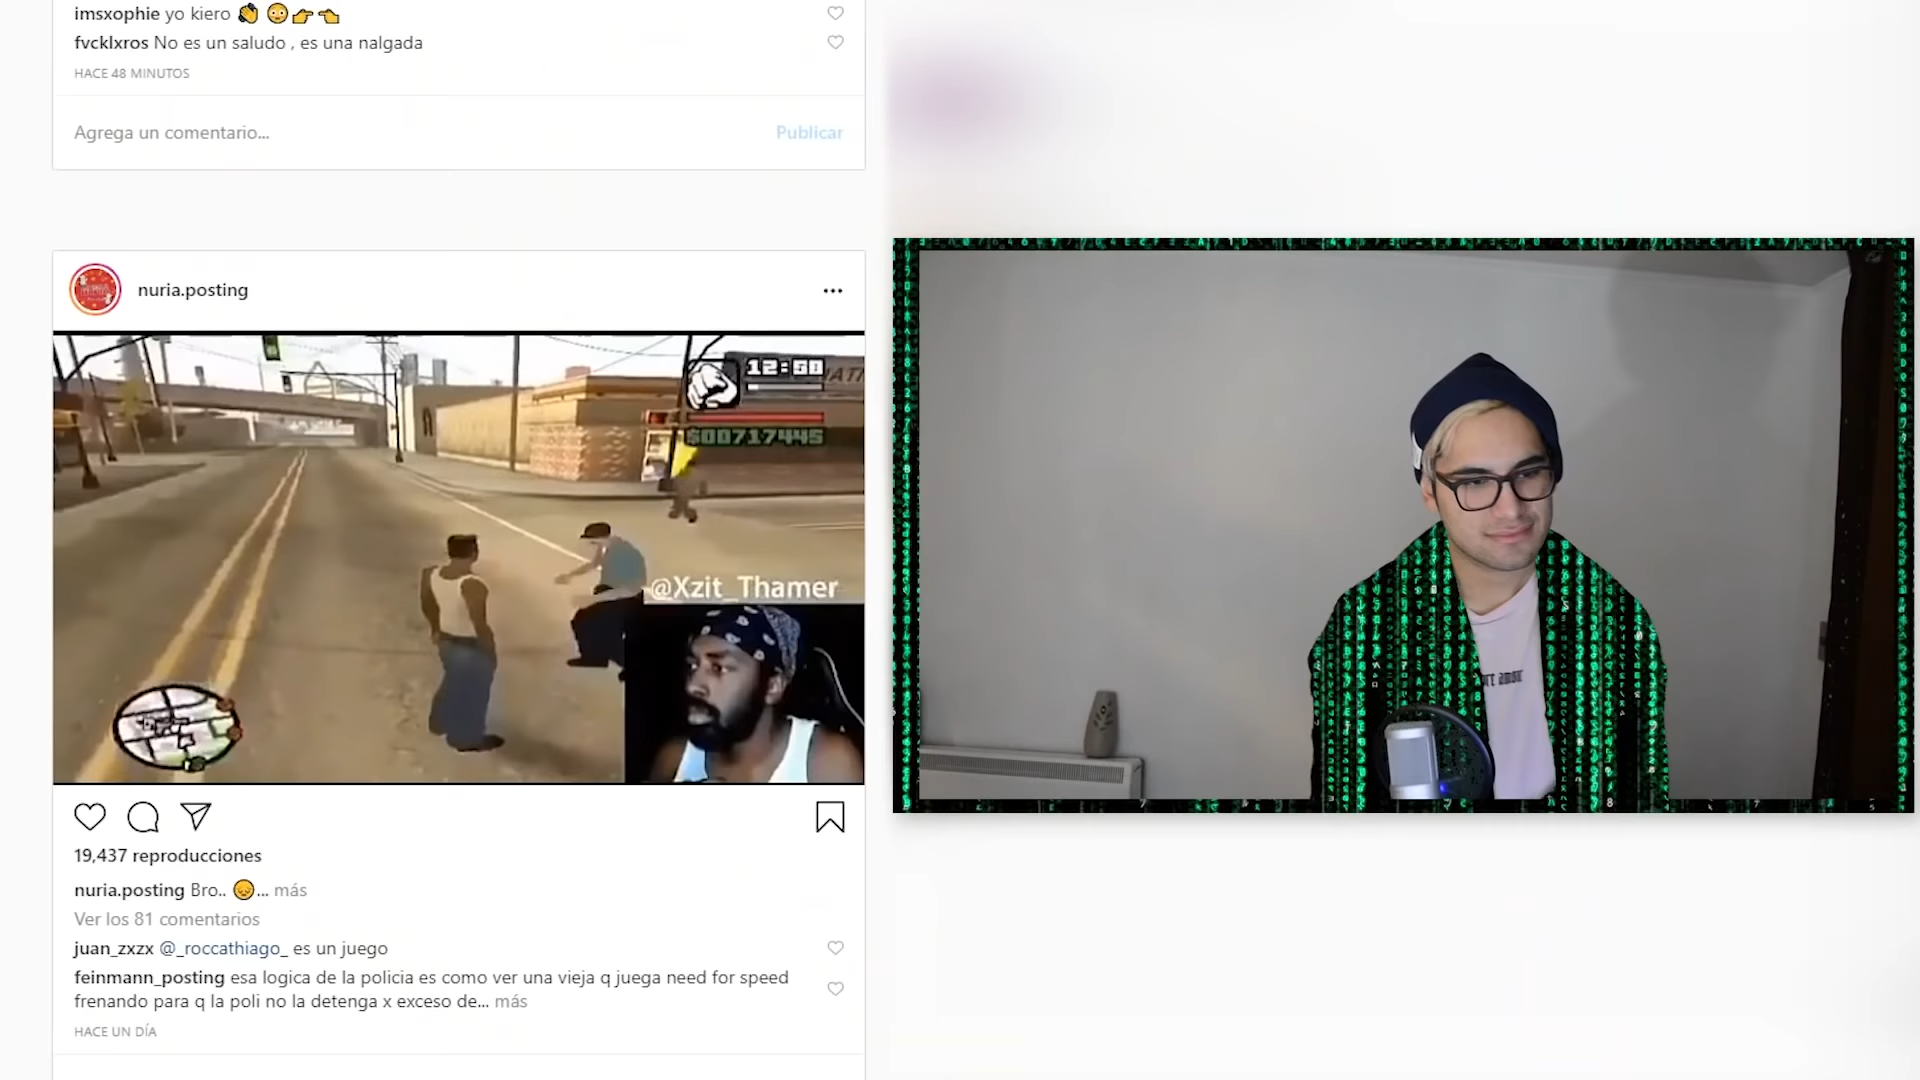 imsxophie yo kiero 👏 😳👉 👈
fvcklxros No es un saludo , es una nalgada
HACE 48 MINUTOS
Agrega un comentario...
Publicar
nuria.posting
12:50
$00717445
@Xzit_Thamer
19,437 reproducciones
nuria.posting Bro.. 😞... más
Ver los 81 comentarios
juan_zxzx @_roccathiago_ es un juego
feinmann_posting esa logica de la policia es como ver una vieja q juega need for speed
frenando para q la poli no la detenga x exceso de... más
HACE UN DÍA